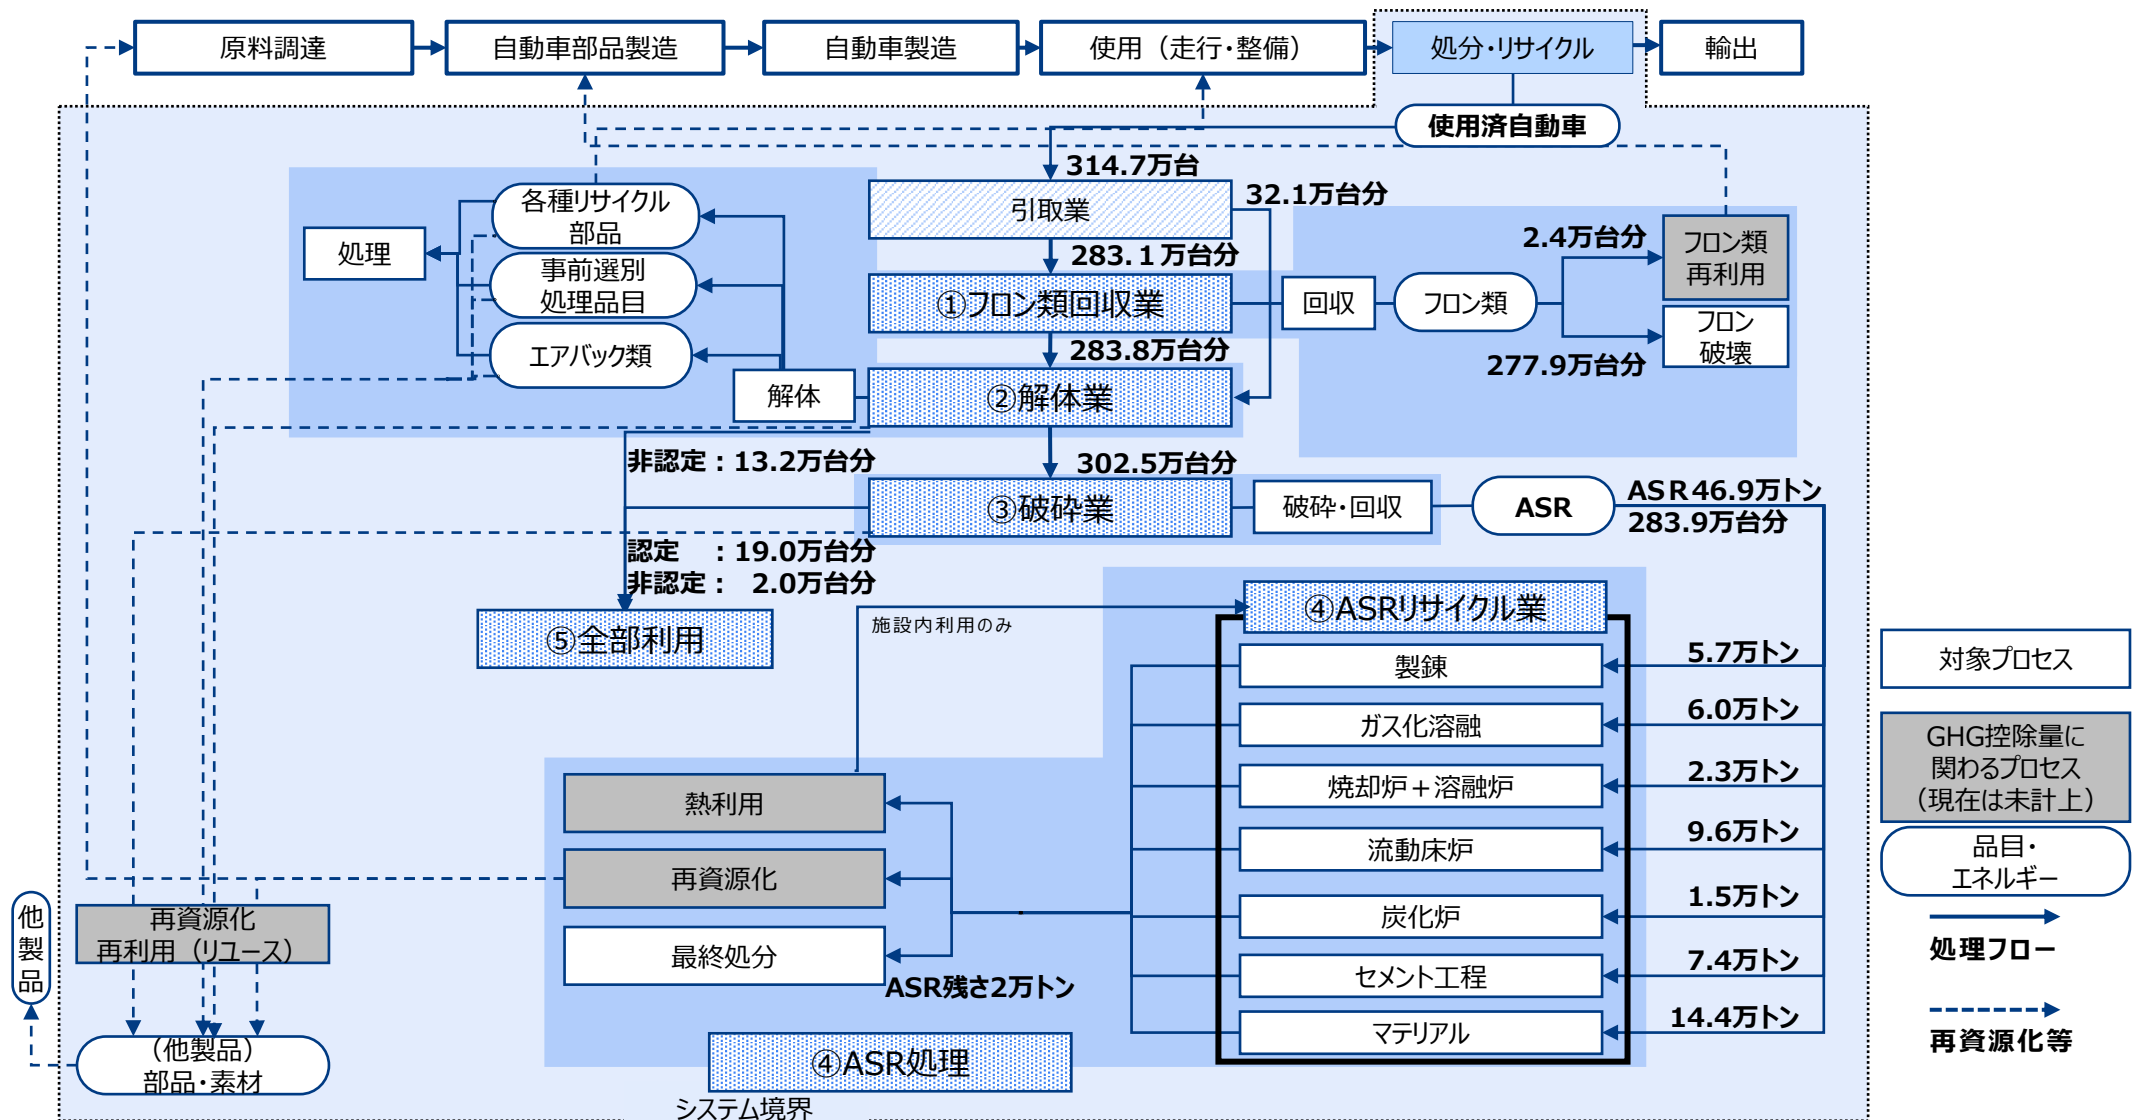 原料調達
自動車部品製造
自動車製造
使用（走行・整備）
処分・リサイクル
輸出
使用済自動車
314.7万台
引取業
32.1万台分
283.1万台分
①フロン類回収業
回収
フロン類
2.4万台分
フロン類
再利用
フロン
破壊
277.9万台分
283.8万台分
各種リサイクル
部品
処理
事前選別
処理品目
エアバック類
解体
②解体業
非認定：13.2万台分
302.5万台分
③破砕業
破砕・回収
ASR
ASR46.9万トン
283.9万台分
認定　：19.0万台分
非認定：　2.0万台分
⑤全部利用
施設内利用のみ
④ASRリサイクル業
製錬
5.7万トン
ガス化溶融
6.0万トン
焼却炉＋溶融炉
2.3万トン
流動床炉
9.6万トン
炭化炉
1.5万トン
セメント工程
7.4万トン
マテリアル
14.4万トン
熱利用
再資源化
最終処分
ASR残さ2万トン
④ASR処理
システム境界
他製品
再資源化
再利用（リユース）
（他製品）
部品・素材
対象プロセス
GHG控除量に
関わるプロセス
（現在は未計上）
品目・
エネルギー
処理フロー
再資源化等